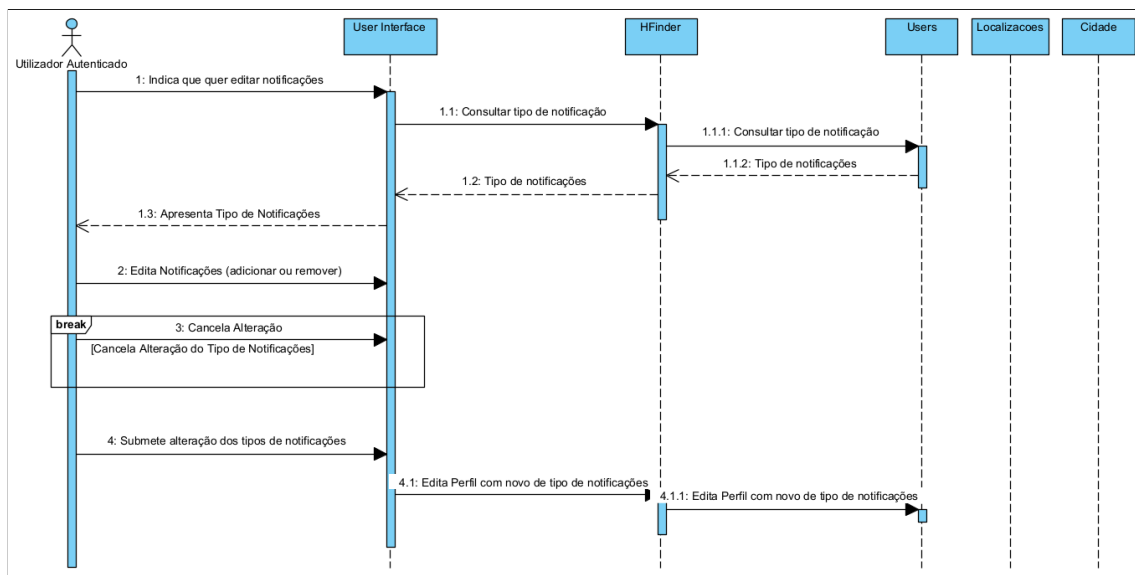 User Interface
HFinder
Users
Localizacoes
Cidade
Utilizador Autenticado
1: Indica que quer editar notificações
1.1: Consultar tipo de notificação
1.1.1: Consultar tipo de notificação
1.1.2: Tipo de notificações
1.2: Tipo de notificações
1.3: Apresenta Tipo de Notificações
2: Edita Notificações (adicionar ou remover)
break
3: Cancela Alteração
[Cancela Alteração do Tipo de Notificações]
4: Submete alteração dos tipos de notificações
4.1: Edita Perfil com novo de tipo de notificações
4.1.1: Edita Perfil com novo de tipo de notificações